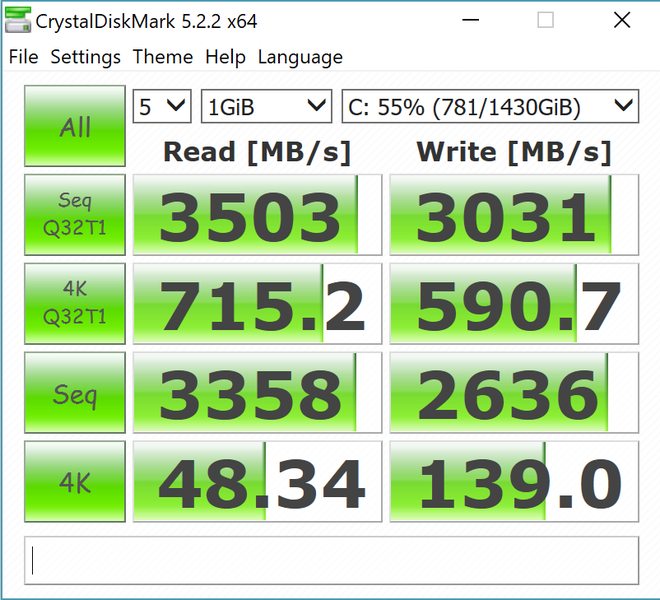 CrystalDiskMark 5.2.2 x64
File Settings Theme Help Language
All 5 1GiB C: 55% (781/1430GiB)
Read [MB/s] Write [MB/s]
Seq Q32T1 3503 3031
4K Q32T1 715.2 590.7
Seq 3358 2636
4K 48.34 139.0